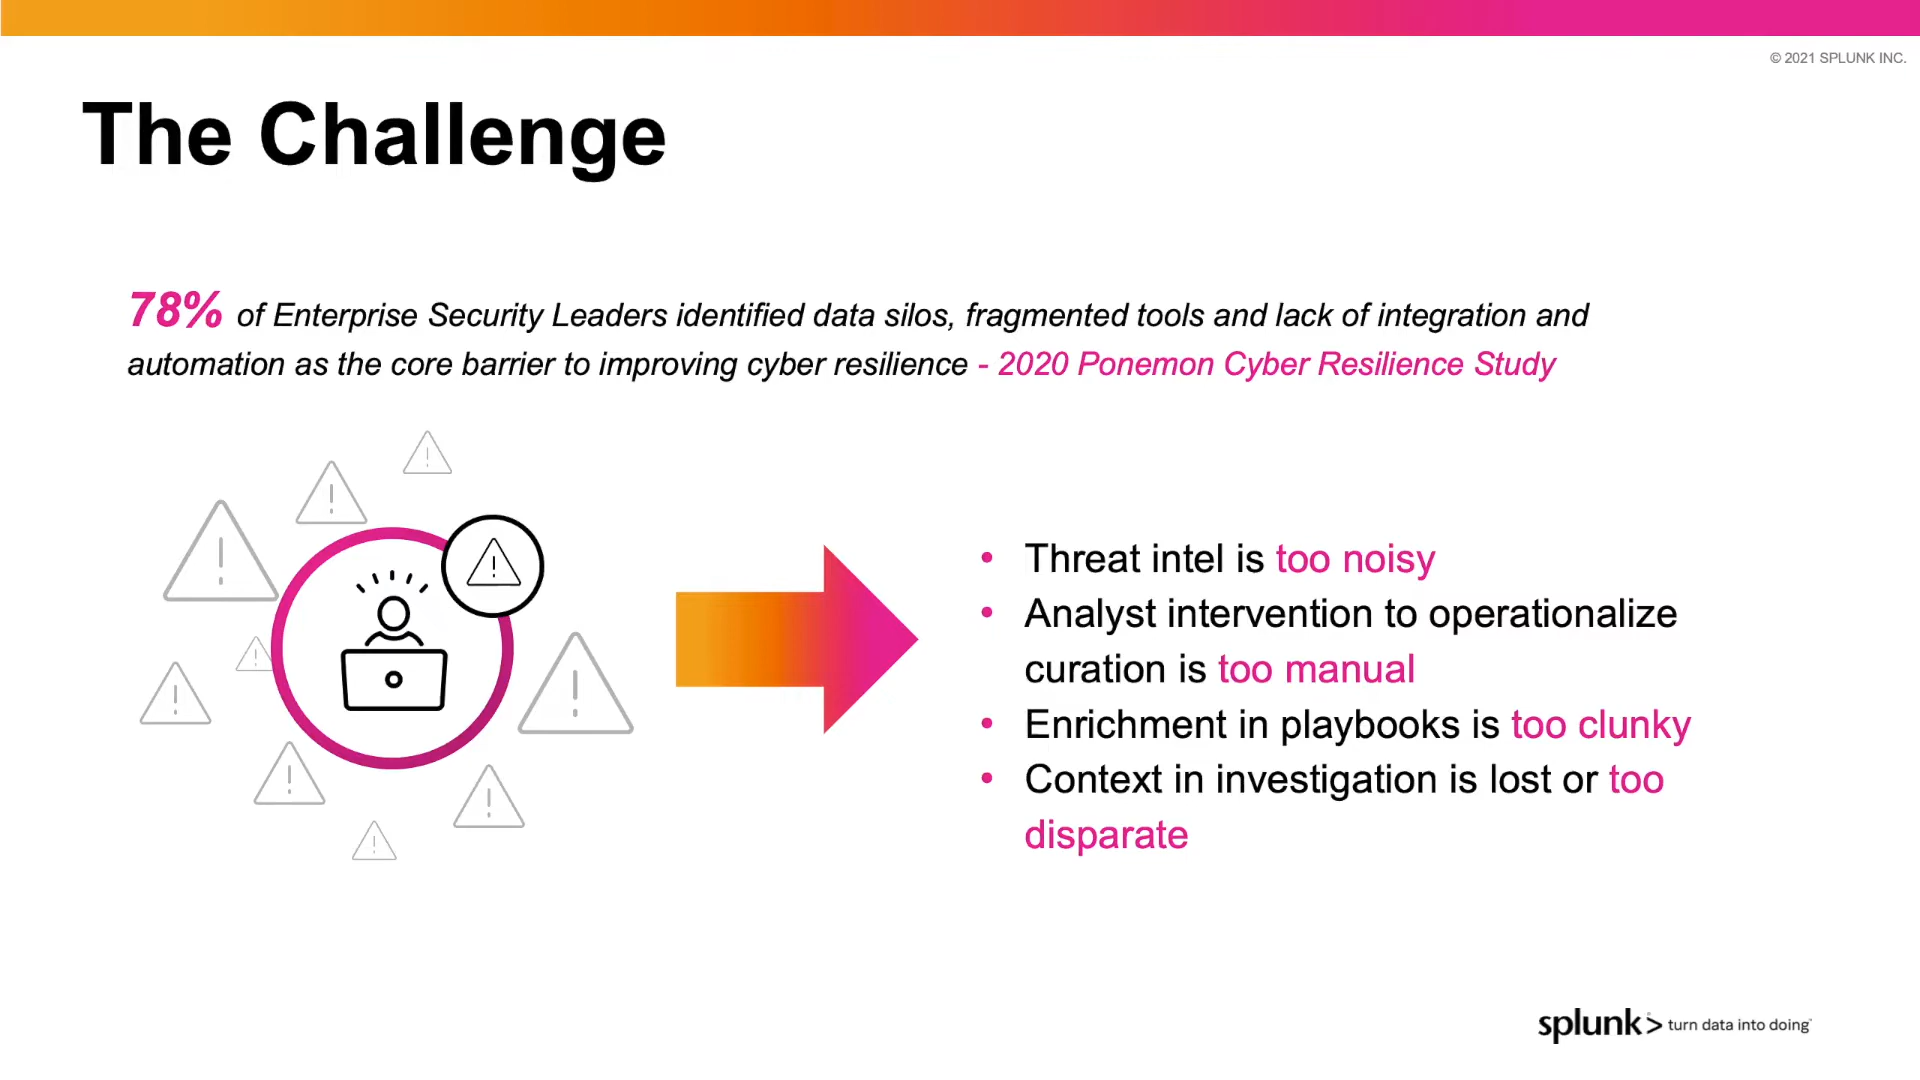 © 2021 SPLUNK INC.
The Challenge
78% of Enterprise Security Leaders identified data silos, fragmented tools and lack of integration and
automation as the core barrier to improving cyber resilience - 2020 Ponemon Cyber Resilience Study
• Threat intel is too noisy
• Analyst intervention to operationalize
curation is too manual
• Enrichment in playbooks is too clunky
• Context in investigation is lost or too
disparate
splunk> turn data into doing™